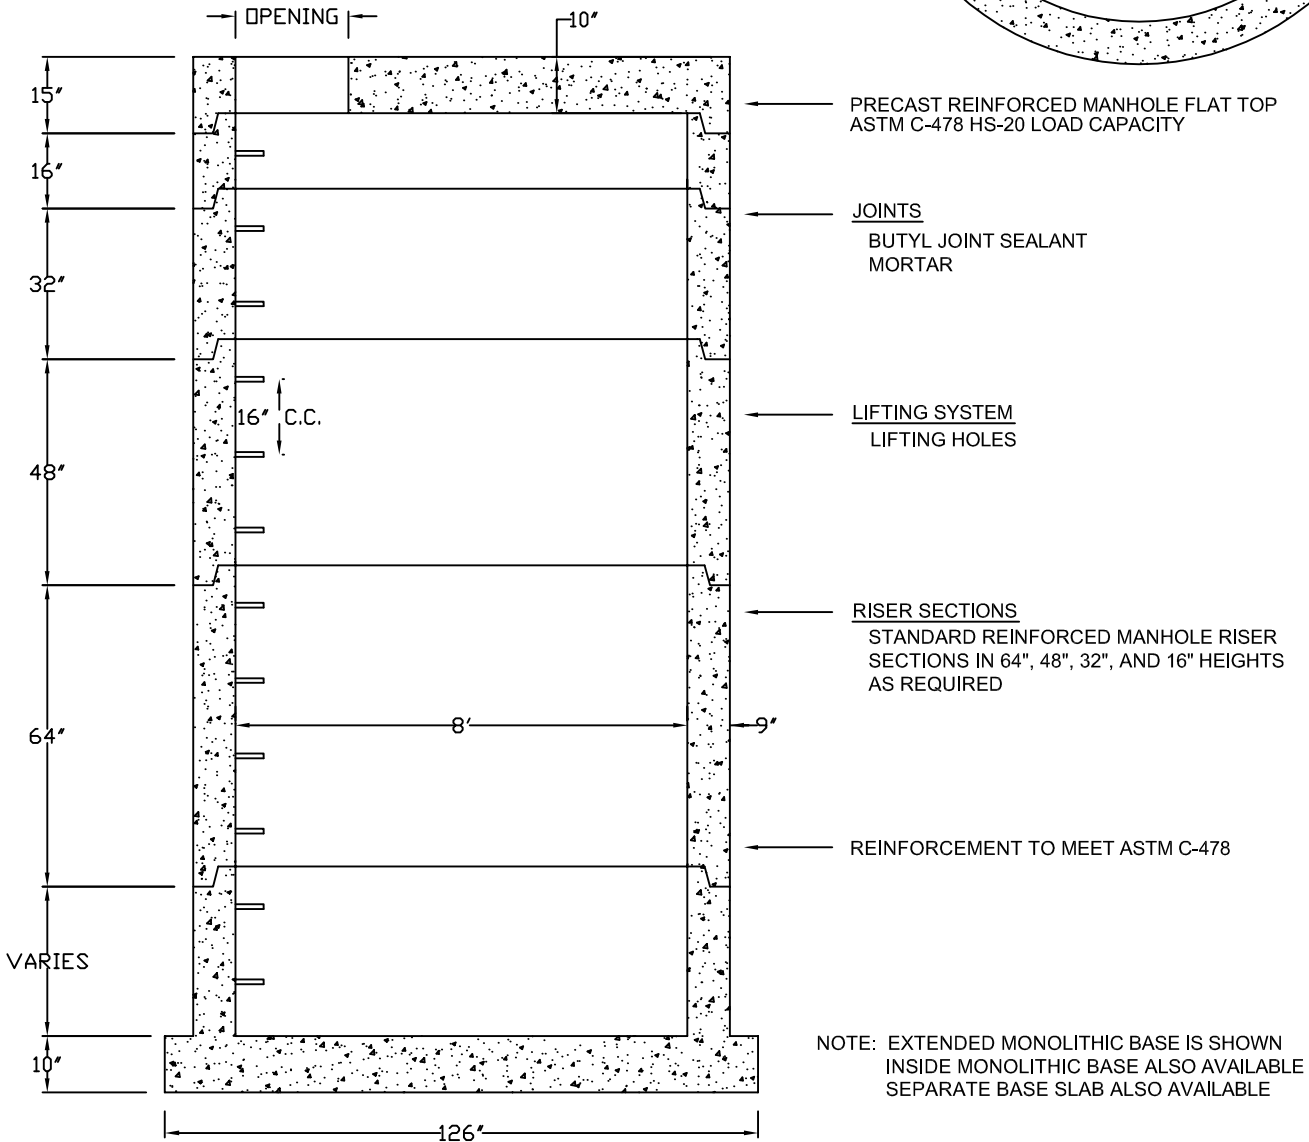 OPENING
10"
15"
PRECAST REINFORCED MANHOLE FLAT TOP
ASTM C-478 HS-20 LOAD CAPACITY
16"
JOINTS
BUTYL JOINT SEALANT
MORTAR
32"
16" C.C.
LIFTING SYSTEM
LIFTING HOLES
48"
RISER SECTIONS
STANDARD REINFORCED MANHOLE RISER
SECTIONS IN 64", 48", 32", AND 16" HEIGHTS
AS REQUIRED
64"
8'
9"
REINFORCEMENT TO MEET ASTM C-478
VARIES
10"
NOTE: EXTENDED MONOLITHIC BASE IS SHOWN
INSIDE MONOLITHIC BASE ALSO AVAILABLE
SEPARATE BASE SLAB ALSO AVAILABLE
126"